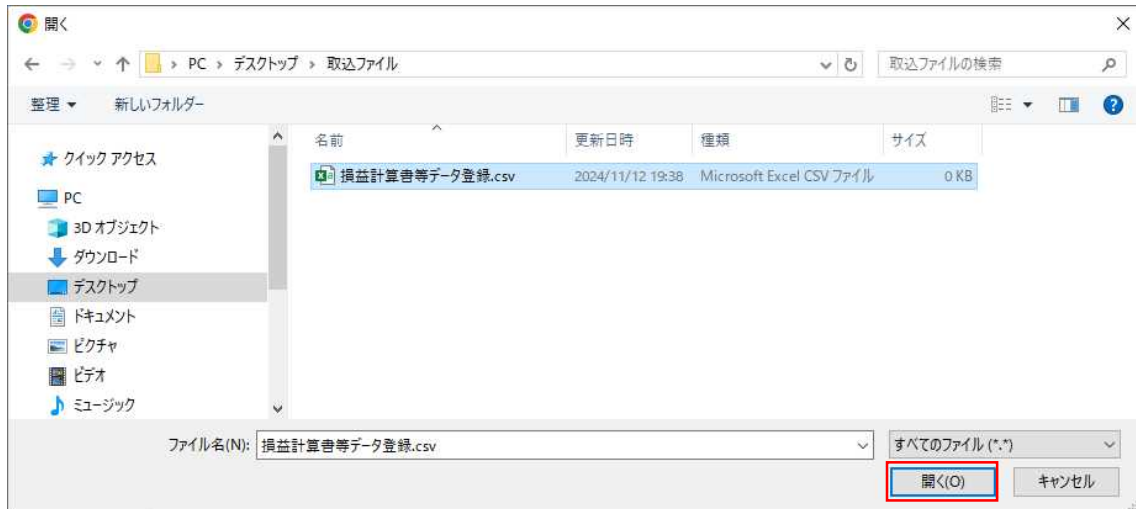 開く
PC › デスクトップ › 取込ファイル
取込ファイルの検索
整理 新しいフォルダー
名前 更新日時 種類 サイズ
損益計算書等データ登録.csv 2024/11/12 19:38 Microsoft Excel CSV ファイル 0 KB
クイック アクセス
PC
3D オブジェクト
ダウンロード
デスクトップ
ドキュメント
ピクチャ
ビデオ
ミュージック
ファイル名(N): 損益計算書等データ登録.csv すべてのファイル (*.*)
開く(O) キャンセル